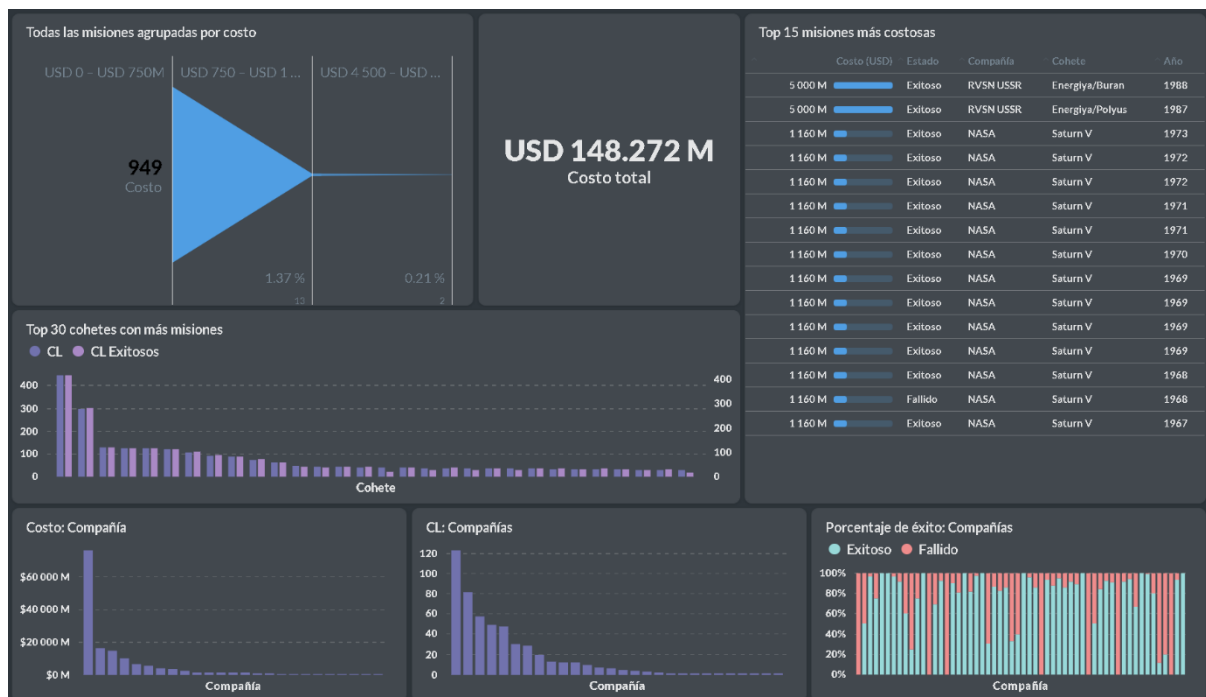 Todas las misiones agrupadas por costo
USD 0 – USD 750M
USD 750 – USD 1 ...
USD 4 500 – USD ...
949
Costo
1.37 %
13
0.21 %
2
USD 148.272 M
Costo total
Top 15 misiones más costosas
Costo (USD) Estado Compañía Cohete Año
5 000 M Exitoso RVSN USSR Energiya/Buran 1988
5 000 M Exitoso RVSN USSR Energiya/Polyus 1987
1 160 M Exitoso NASA Saturn V 1973
1 160 M Exitoso NASA Saturn V 1972
1 160 M Exitoso NASA Saturn V 1972
1 160 M Exitoso NASA Saturn V 1971
1 160 M Exitoso NASA Saturn V 1971
1 160 M Exitoso NASA Saturn V 1970
1 160 M Exitoso NASA Saturn V 1969
1 160 M Exitoso NASA Saturn V 1969
1 160 M Exitoso NASA Saturn V 1969
1 160 M Exitoso NASA Saturn V 1969
1 160 M Exitoso NASA Saturn V 1968
1 160 M Fallido NASA Saturn V 1968
1 160 M Exitoso NASA Saturn V 1967
Top 30 cohetes con más misiones
CL CL Exitosos
400 400
300 300
200 200
100 100
0 0
Cohete
Costo: Compañía
$60 000 M
$40 000 M
$20 000 M
$0 M
Compañía
CL: Compañías
120
100
80
60
40
20
0
Compañía
Porcentaje de éxito: Compañías
Exitoso Fallido
100%
80%
60%
40%
20%
0%
Compañía